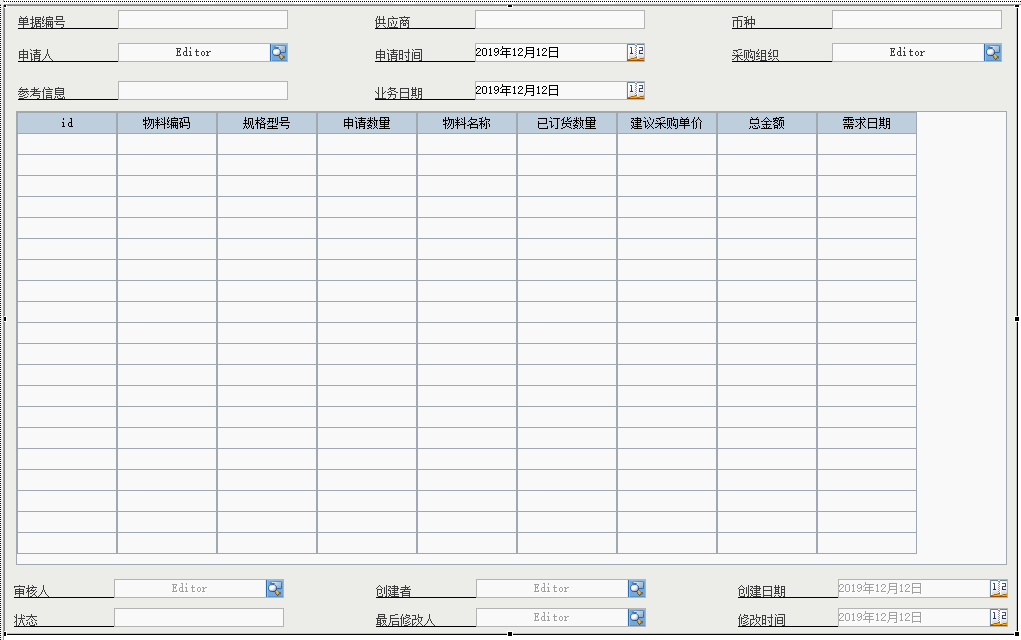 单据编号 供应商 币种
申请人 Editor 申请时间 2019年12月12日 12 采购组织 Editor
参考信息 业务日期 2019年12月12日 12
id 物料编码 规格型号 申请数量 物料名称 已订货数量 建议采购单价 总金额 需求日期
审核人 Editor 创建者 Editor 创建日期 2019年12月12日 12
状态 最后修改人 Editor 修改时间 2019年12月12日 12